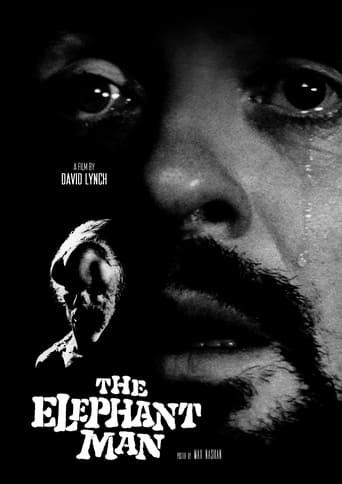 A FILM BY
DAVID LYNCH
THE
ELEPHANT
MAN
POSTER BY MAX NASHAN